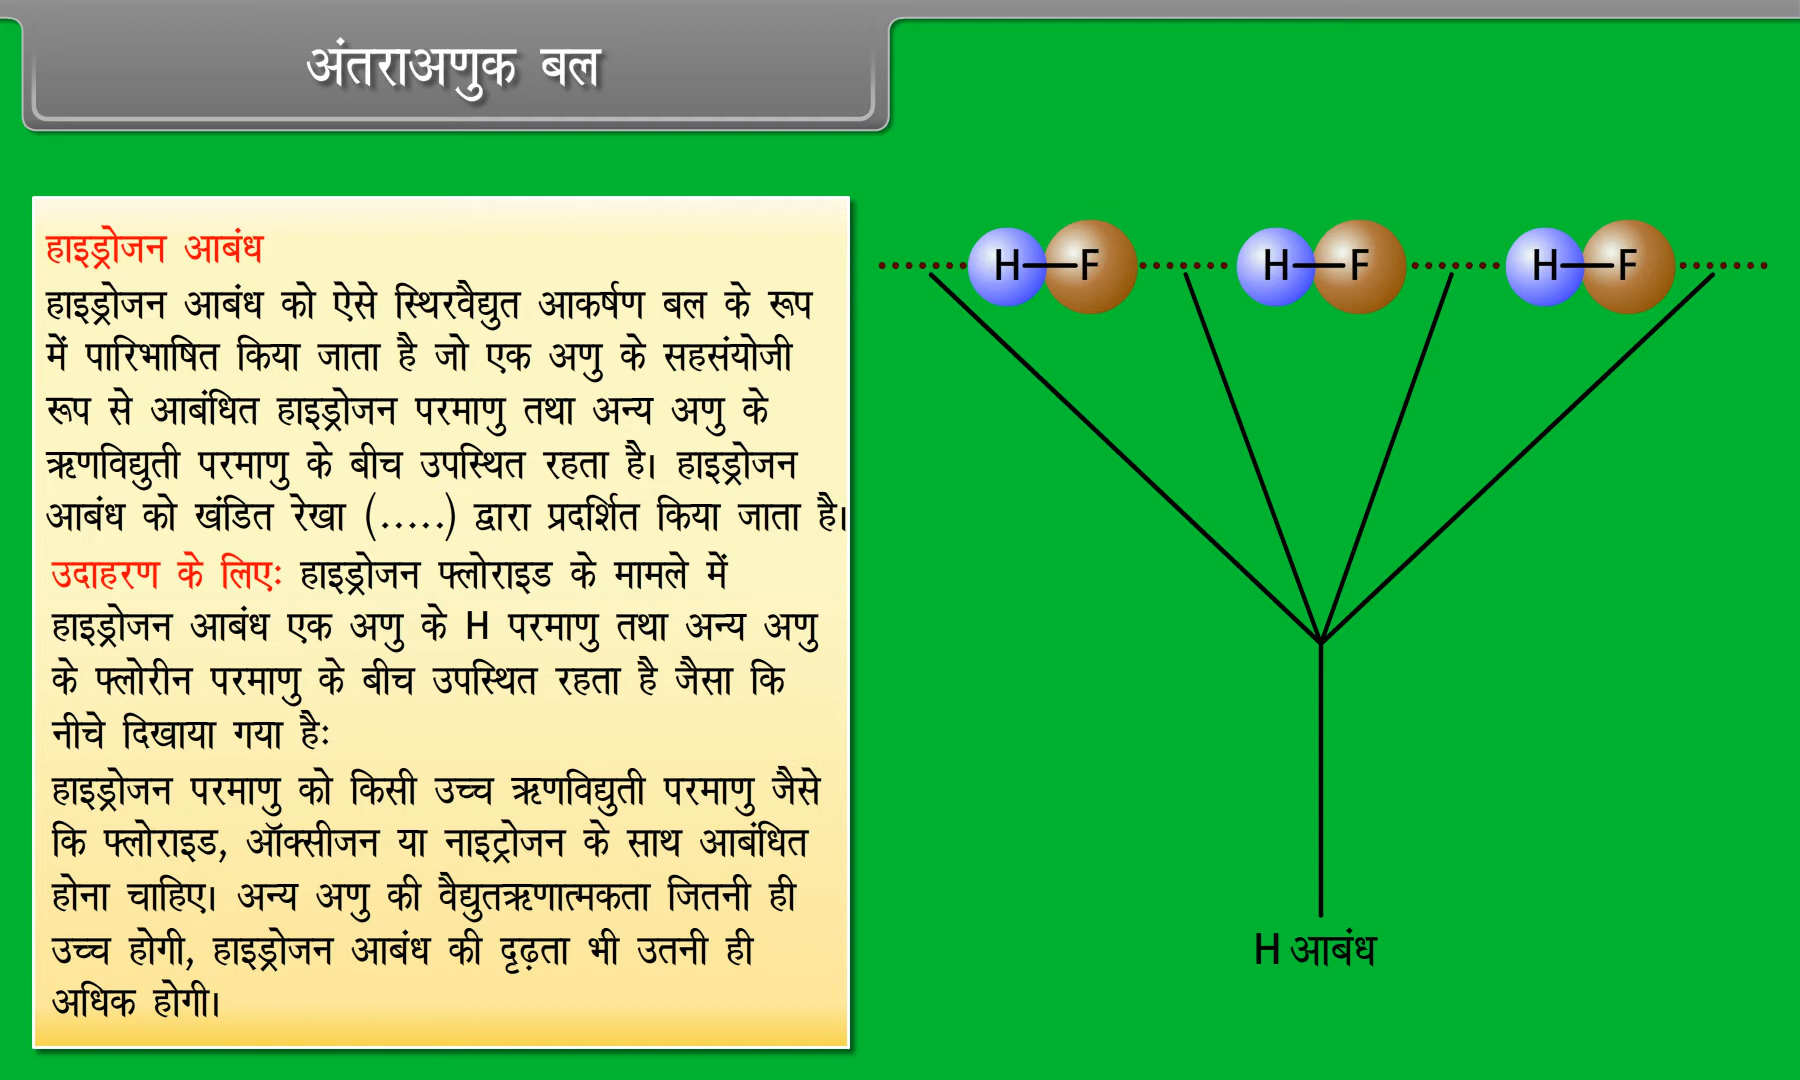 अंतराअणुक बल
हाइड्रोजन आबंध
हाइड्रोजन आबंध को ऐसे स्थिरवैद्युत आकर्षण बल के रूप
में पारिभाषित किया जाता है जो एक अणु के सहसंयोजी
रूप से आबंधित हाइड्रोजन परमाणु तथा अन्य अणु के
ऋणविद्युती परमाणु के बीच उपस्थित रहता है। हाइड्रोजन
आबंध को खंडित रेखा (.....) द्वारा प्रदर्शित किया जाता है।
उदाहरण के लिएः हाइड्रोजन फ्लोराइड के मामले में
हाइड्रोजन आबंध एक अणु के H परमाणु तथा अन्य अणु
के फ्लोरीन परमाणु के बीच उपस्थित रहता है जैसा कि
नीचे दिखाया गया हैः
हाइड्रोजन परमाणु को किसी उच्च ऋणविद्युती परमाणु जैसे
कि फ्लोराइड, ऑक्सीजन या नाइट्रोजन के साथ आबंधित
होना चाहिए। अन्य अणु की वैद्युतऋणात्मकता जितनी ही
उच्च होगी, हाइड्रोजन आबंध की दृढ़ता भी उतनी ही
अधिक होगी।
H—F H—F H—F
H आबंध